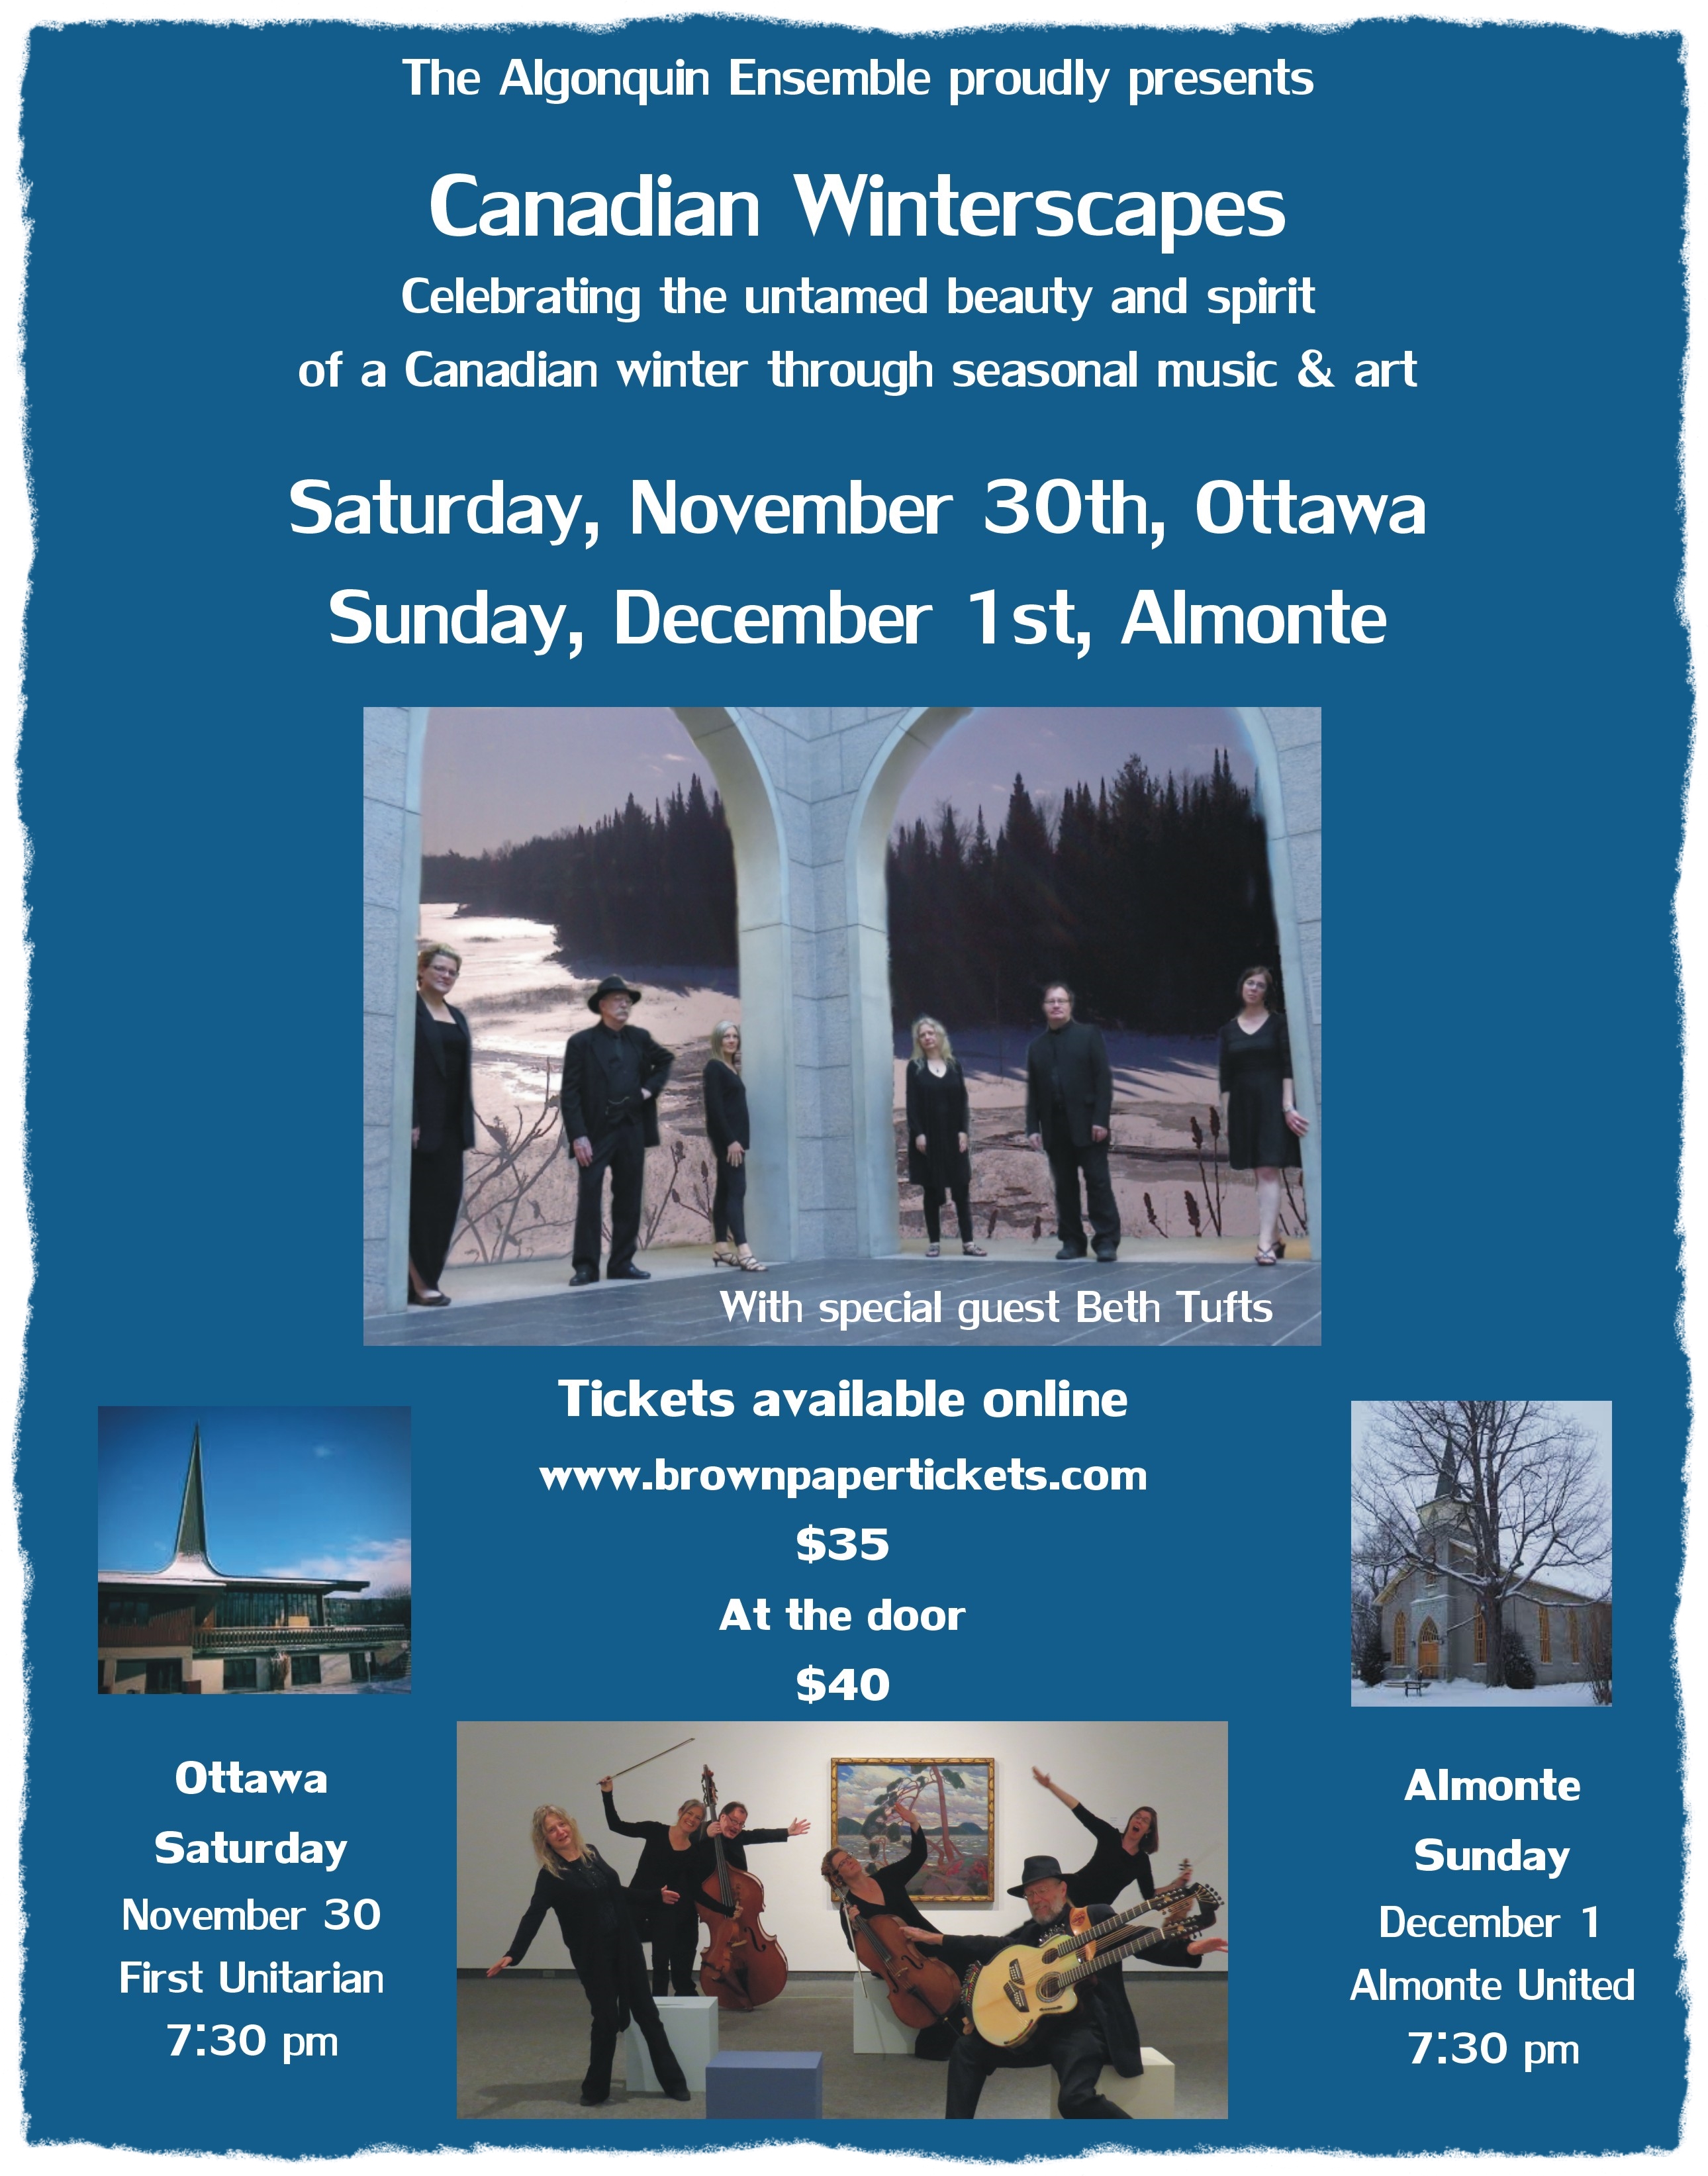 The Algonquin Ensemble proudly presents
Canadian Winterscapes
Celebrating the untamed beauty and spirit
of a Canadian winter through seasonal music & art
Saturday, November 30th, Ottawa
Sunday, December 1st, Almonte
With special guest Beth Tufts
Tickets available online
www.brownpapertickets.com
$35
At the door
$40
Ottawa
Saturday
November 30
First Unitarian
7:30 pm
Almonte
Sunday
December 1
Almonte United
7:30 pm